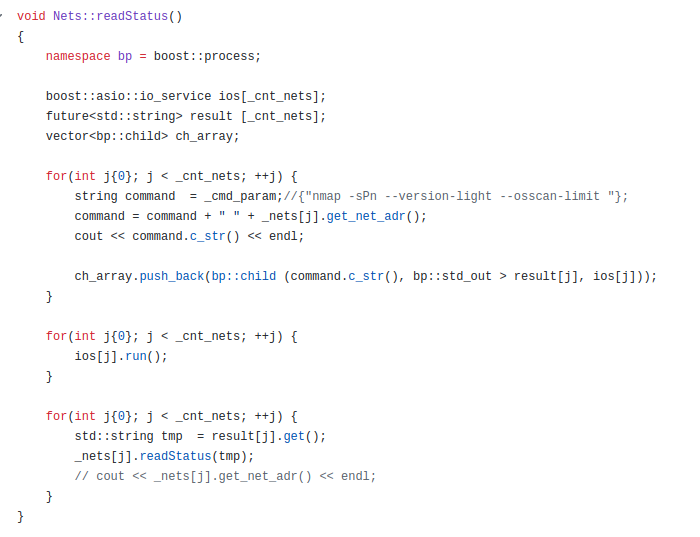 void Nets::readStatus()
{
    namespace bp = boost::process;

    boost::asio::io_service ios[_cnt_nets];
    future<std::string> result [_cnt_nets];
    vector<bp::child> ch_array;

    for(int j{0}; j < _cnt_nets; ++j) {
        string command  = _cmd_param;//{"nmap -sPn --version-light --osscan-limit "};
        command = command + " " + _nets[j].get_net_adr();
        cout << command.c_str() << endl;

        ch_array.push_back(bp::child (command.c_str(), bp::std_out > result[j], ios[j]));
    }

    for(int j{0}; j < _cnt_nets; ++j) {
        ios[j].run();
    }

    for(int j{0}; j < _cnt_nets; ++j) {
        std::string tmp  = result[j].get();
        _nets[j].readStatus(tmp);
        // cout << _nets[j].get_net_adr() << endl;
    }
}